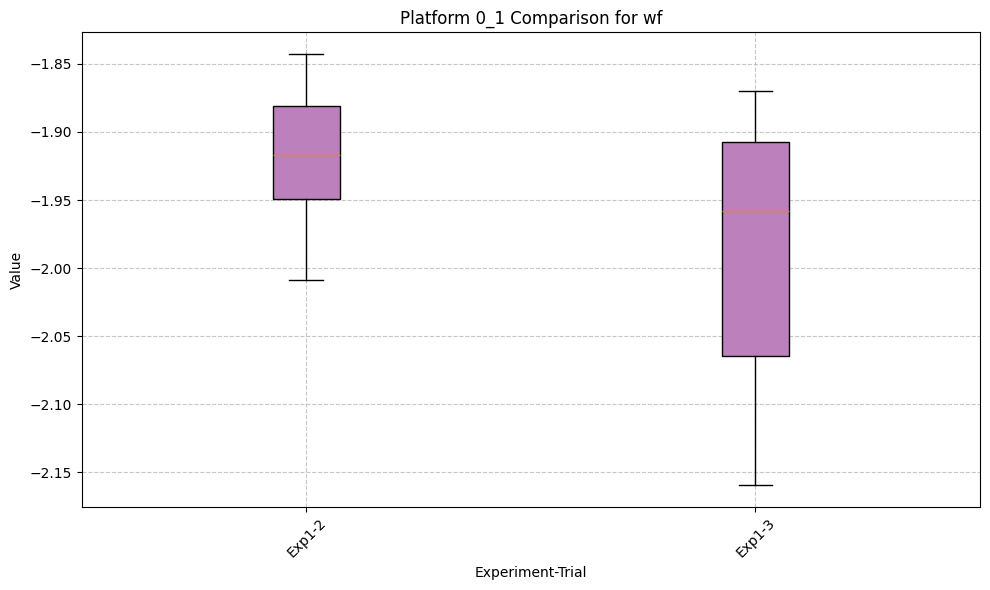 Platform 0_1 Comparison for wf
−1.85
−1.90
−1.95
−2.00
−2.05
−2.10
−2.15
Value
Exp1-2
Exp1-3
Experiment-Trial